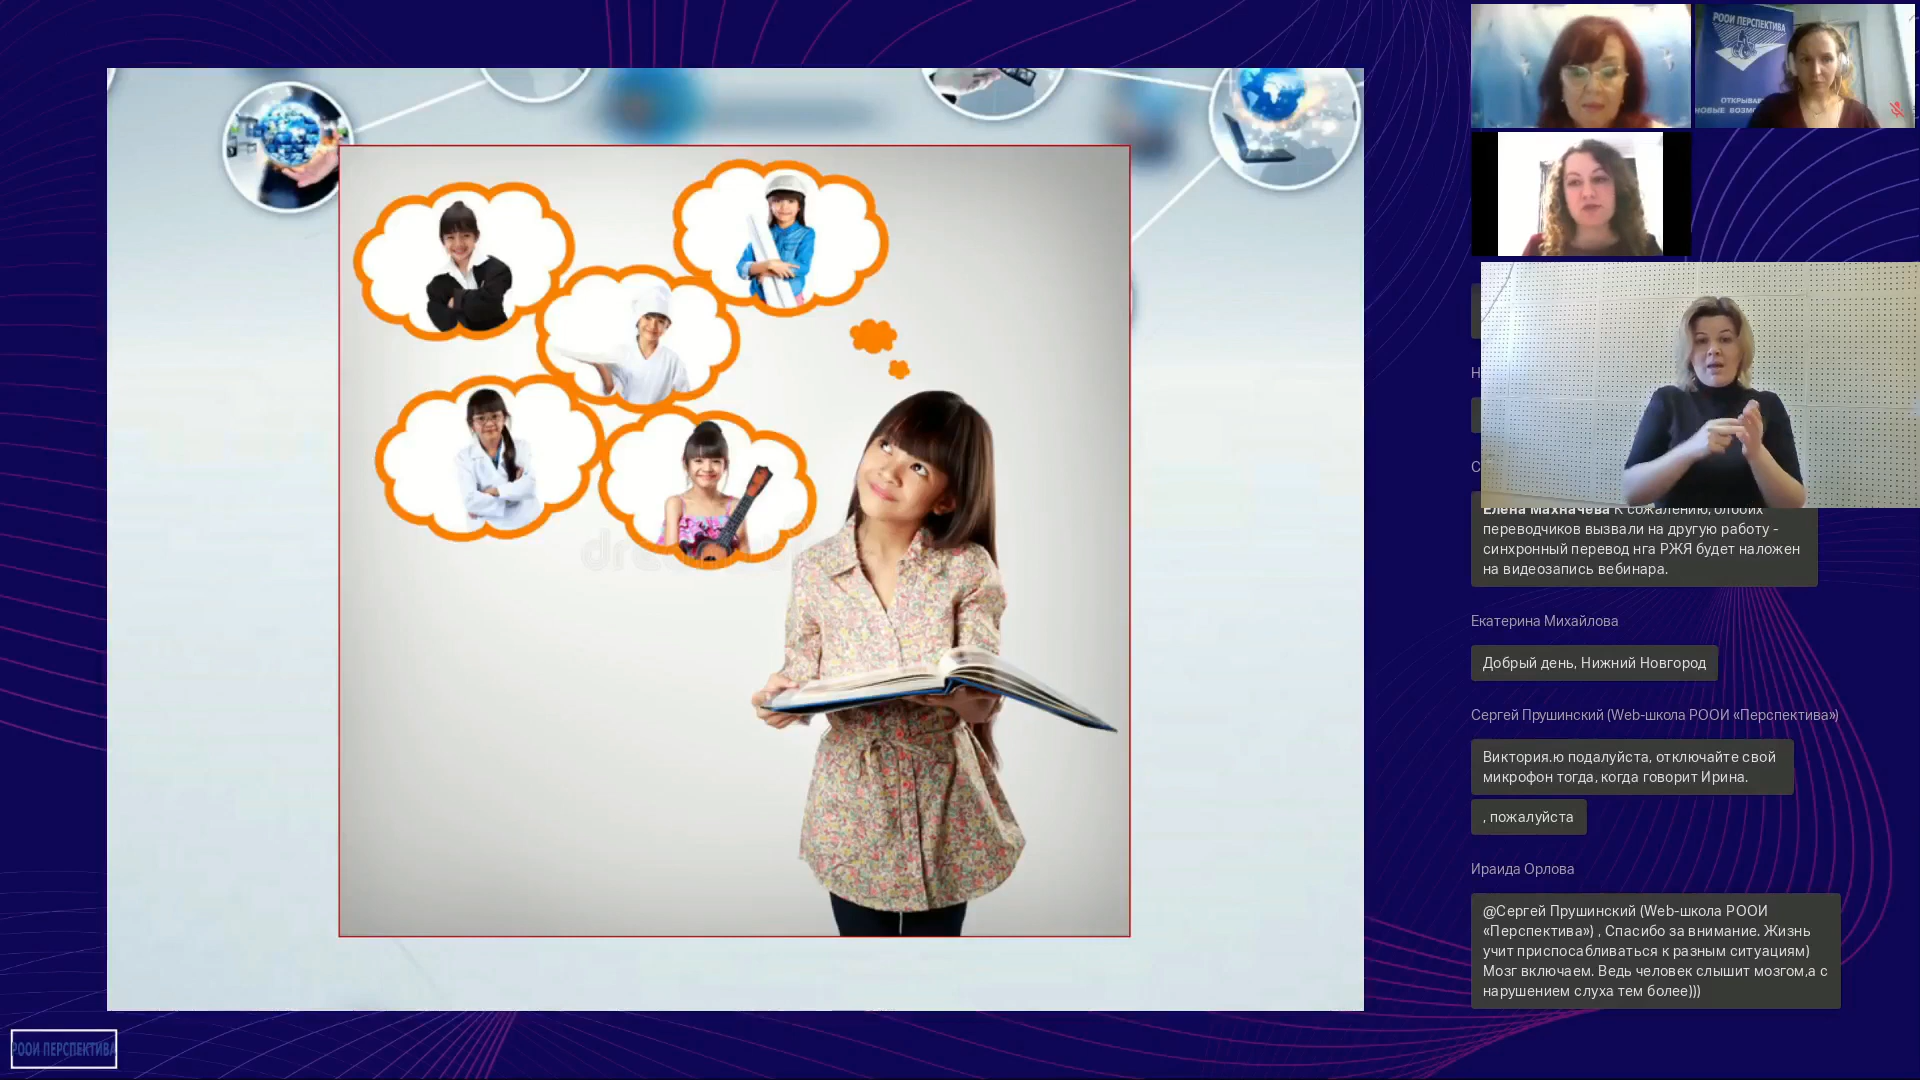 РООИ ПЕРСПЕКТИВА
НОВЫЕ
Н
С
Елена Махначева К сожалению,
переводчиков вызвали на другую работу -
синхронный перевод нга РЖЯ будет наложен
на видеозапись вебинара.
Екатерина Михайлова
Добрый день, Нижний Новгород
Сергей Прушинский (Web-школа РООИ «Перспектива»)
Виктория.ю подалуйста, отключайте свой
микрофон тогда, когда говорит Ирина.
, пожалуйста
Ираида Орлова
@Сергей Прушинский (Web-школа РООИ
«Перспектива») , Спасибо за внимание. Жизнь
учит приспосабливаться к разным ситуациям)
Мозг включаем. Ведь человек слышит мозгом,а с
нарушением слуха тем более)))
РООИ ПЕРСПЕКТИВА